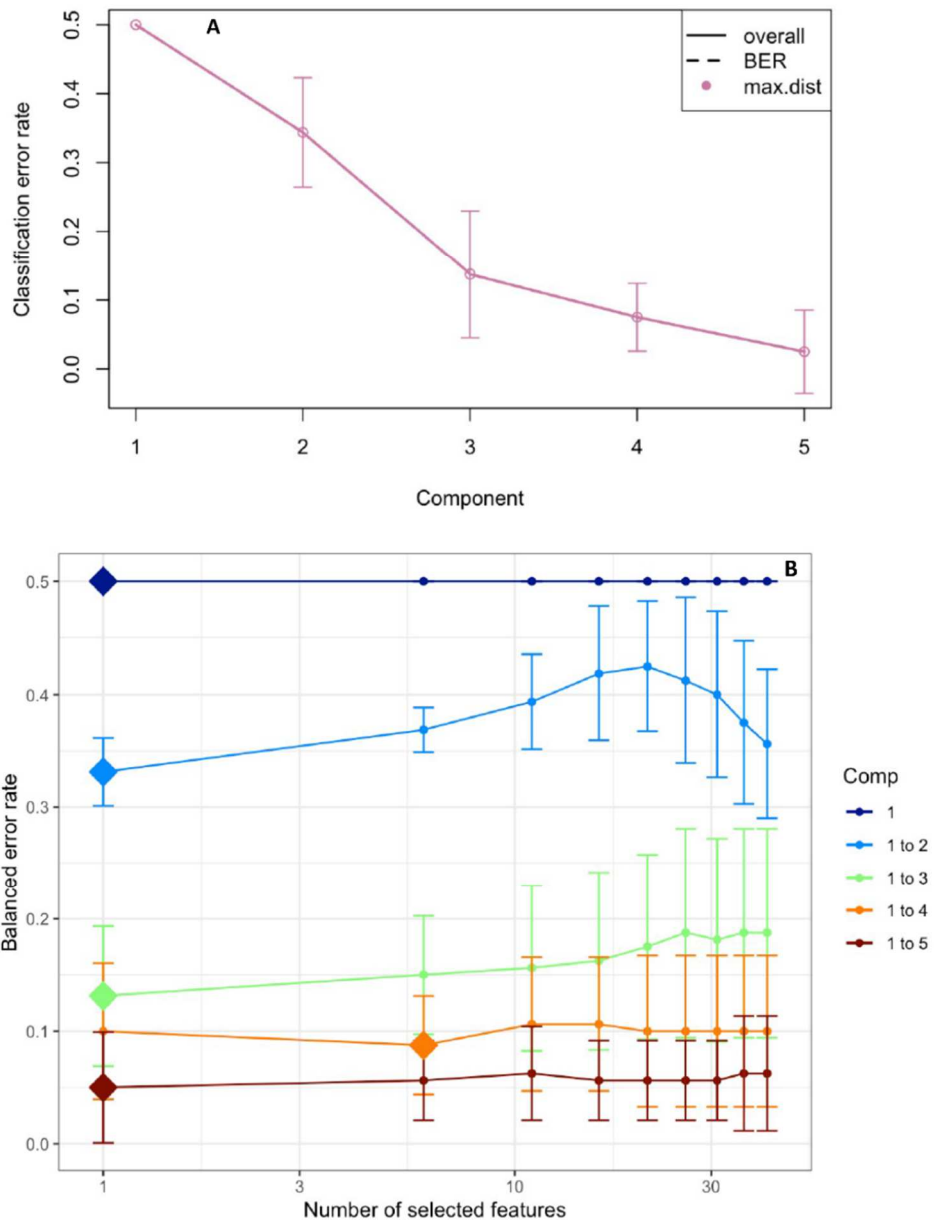 A
overall
BER
max.dist
Classification error rate
0.5
0.4
0.3
0.2
0.1
0.0
1 2 3 4 5
Component
B
Balanced error rate
0.5
0.4
0.3
0.2
0.1
0.0
1 3 10 30
Number of selected features
Comp
1
1 to 2
1 to 3
1 to 4
1 to 5